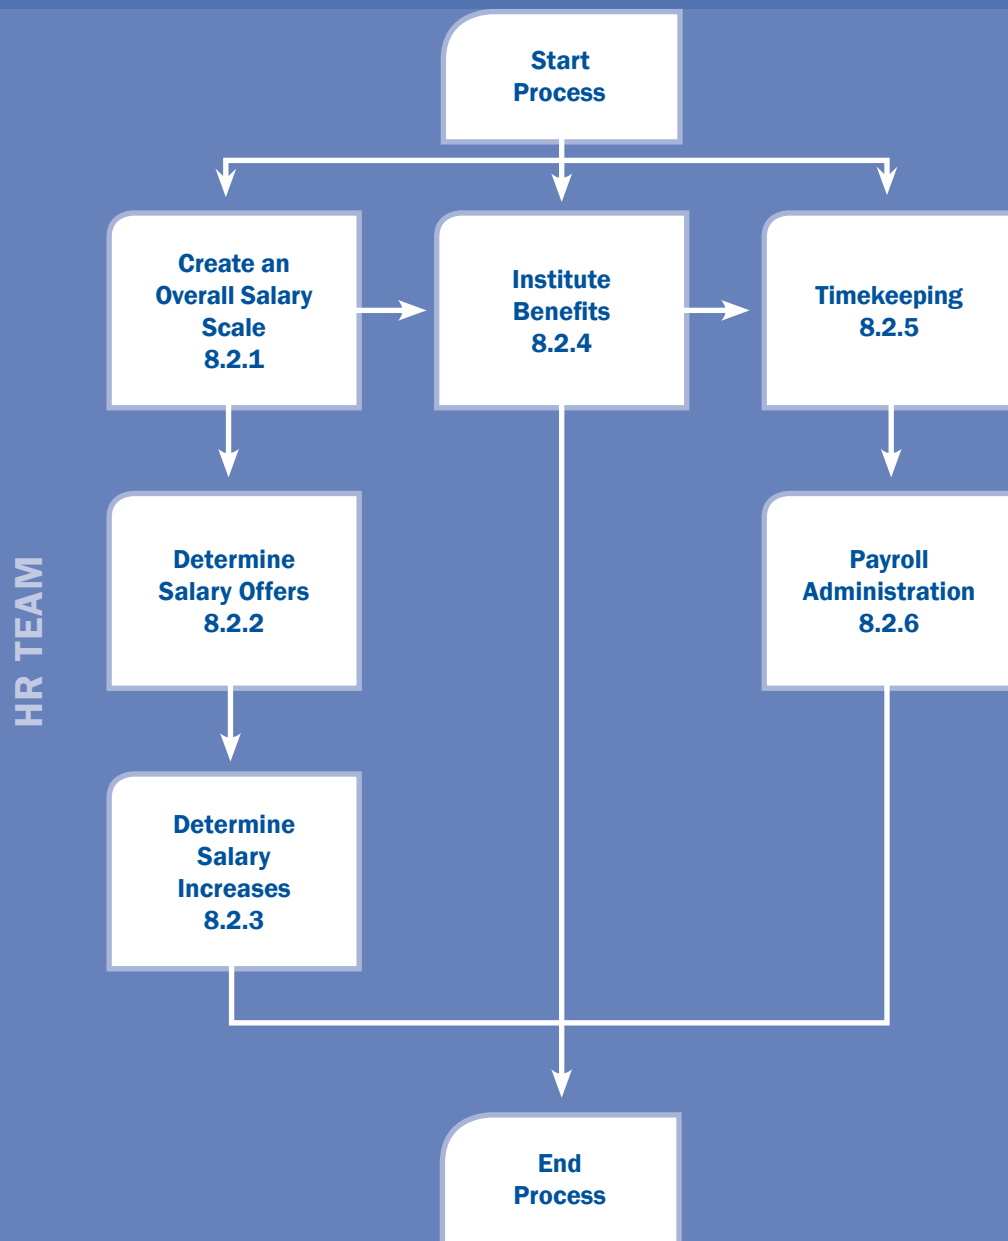 Start
Process
Create an
Overall Salary
Scale
8.2.1
Institute
Benefits
8.2.4
Timekeeping
8.2.5
HR TEAM
Determine
Salary Offers
8.2.2
Payroll
Administration
8.2.6
Determine
Salary
Increases
8.2.3
End
Process